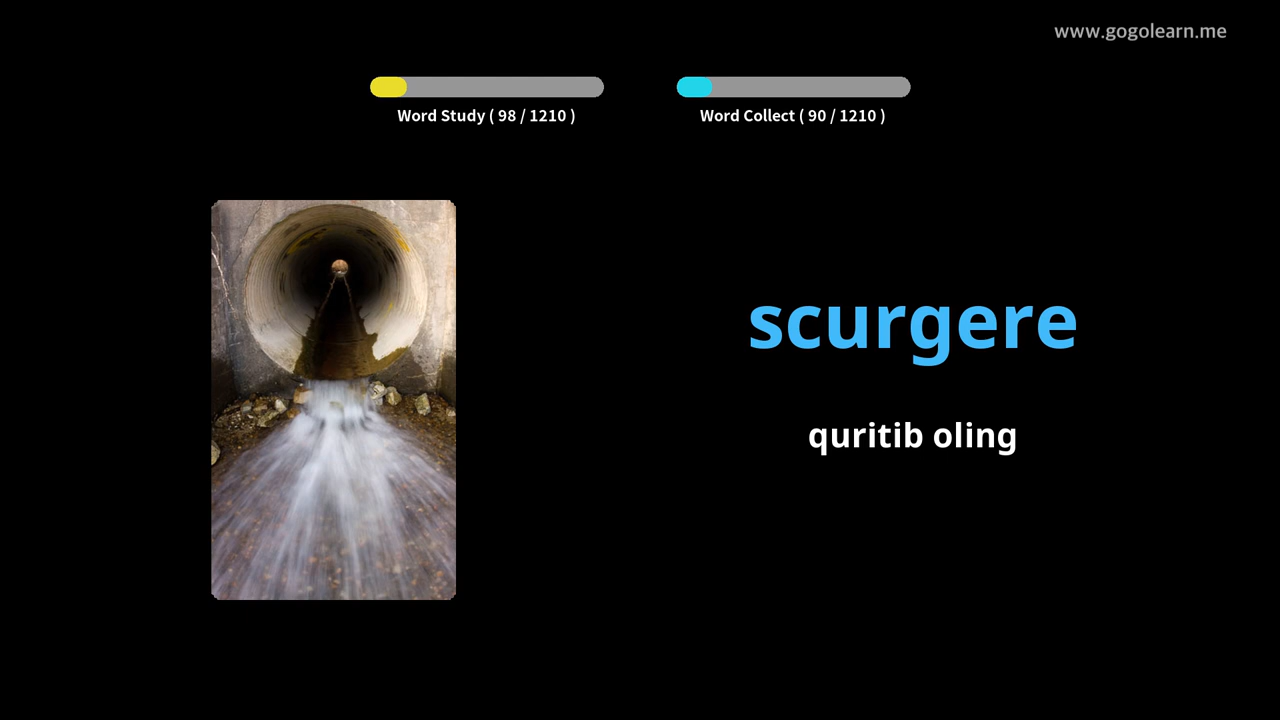 www.gogolearn.me
Word Study ( 98 / 1210 )
Word Collect ( 90 / 1210 )
scurgere
quritib oling